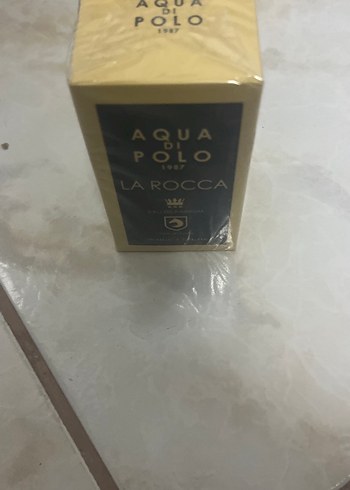 AQUA
DI
POLO
1987
AQUA
DI
POLO
1987
LA ROCCA